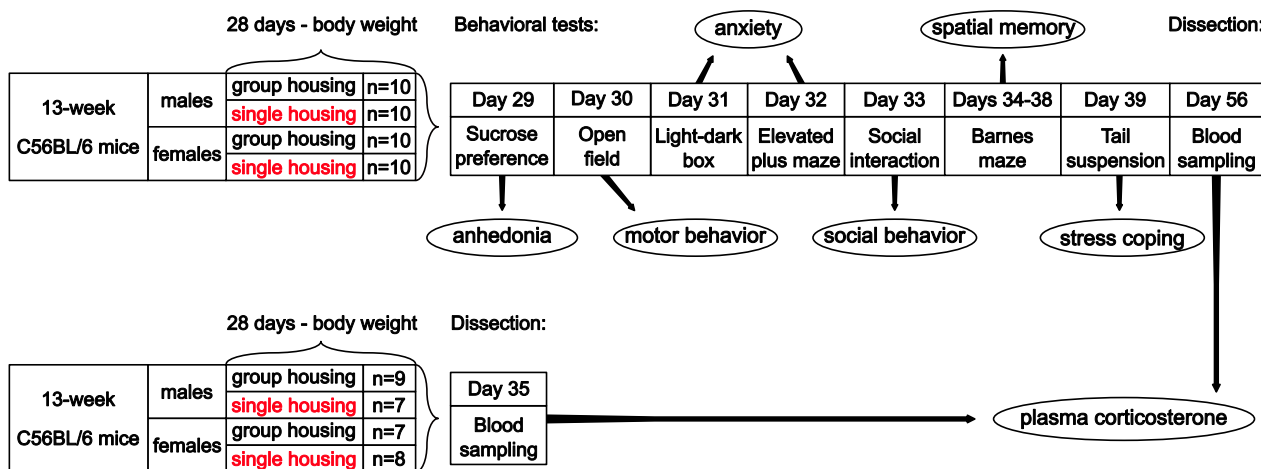 28 days - body weight
Behavioral tests:
anxiety
spatial memory
Dissection:
13-week
C56BL/6 mice
males
group housing
n=10
single housing
n=10
females
group housing
n=10
single housing
n=10
Day 29
Day 30
Day 31
Day 32
Day 33
Days 34-38
Day 39
Day 56
Sucrose
preference
Open
field
Light-dark
box
Elevated
plus maze
Social
interaction
Barnes
maze
Tail
suspension
Blood
sampling
anhedonia
motor behavior
social behavior
stress coping
28 days - body weight
Dissection:
13-week
C56BL/6 mice
males
group housing
n=9
single housing
n=7
females
group housing
n=7
single housing
n=8
Day 35
Blood
sampling
plasma corticosterone